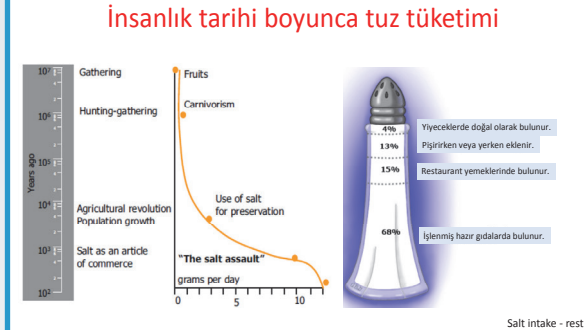 İnsanlık tarihi boyunca tuz tüketimi
10⁷
Gathering
Fruits
10⁶
Hunting-gathering
Carnivorism
10⁵
Years ago
10⁴
Agricultural revolution
Population growth
Use of salt
for preservation
10³
Salt as an article
of commerce
"The salt assault"
10²
grams per day
0
5
10
4%
Yiyeceklerde doğal olarak bulunur.
13%
Pişirirken veya yerken eklenir.
15%
Restaurant yemeklerinde bulunur.
68%
İşlenmiş hazır gıdalarda bulunur.
Salt intake - rest